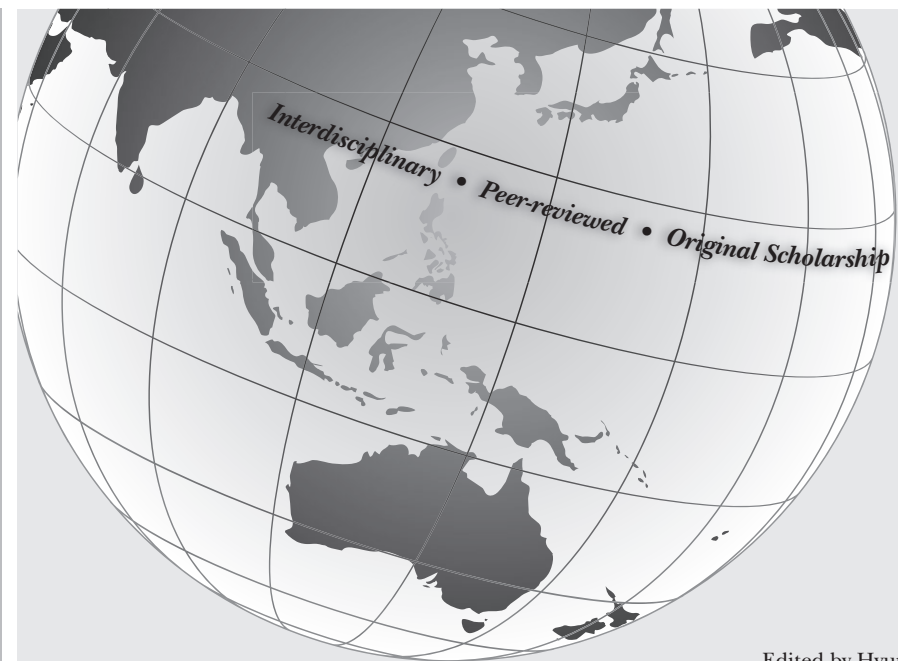 Interdisciplinary • Peer-reviewed • Original Scholarship
Edited by